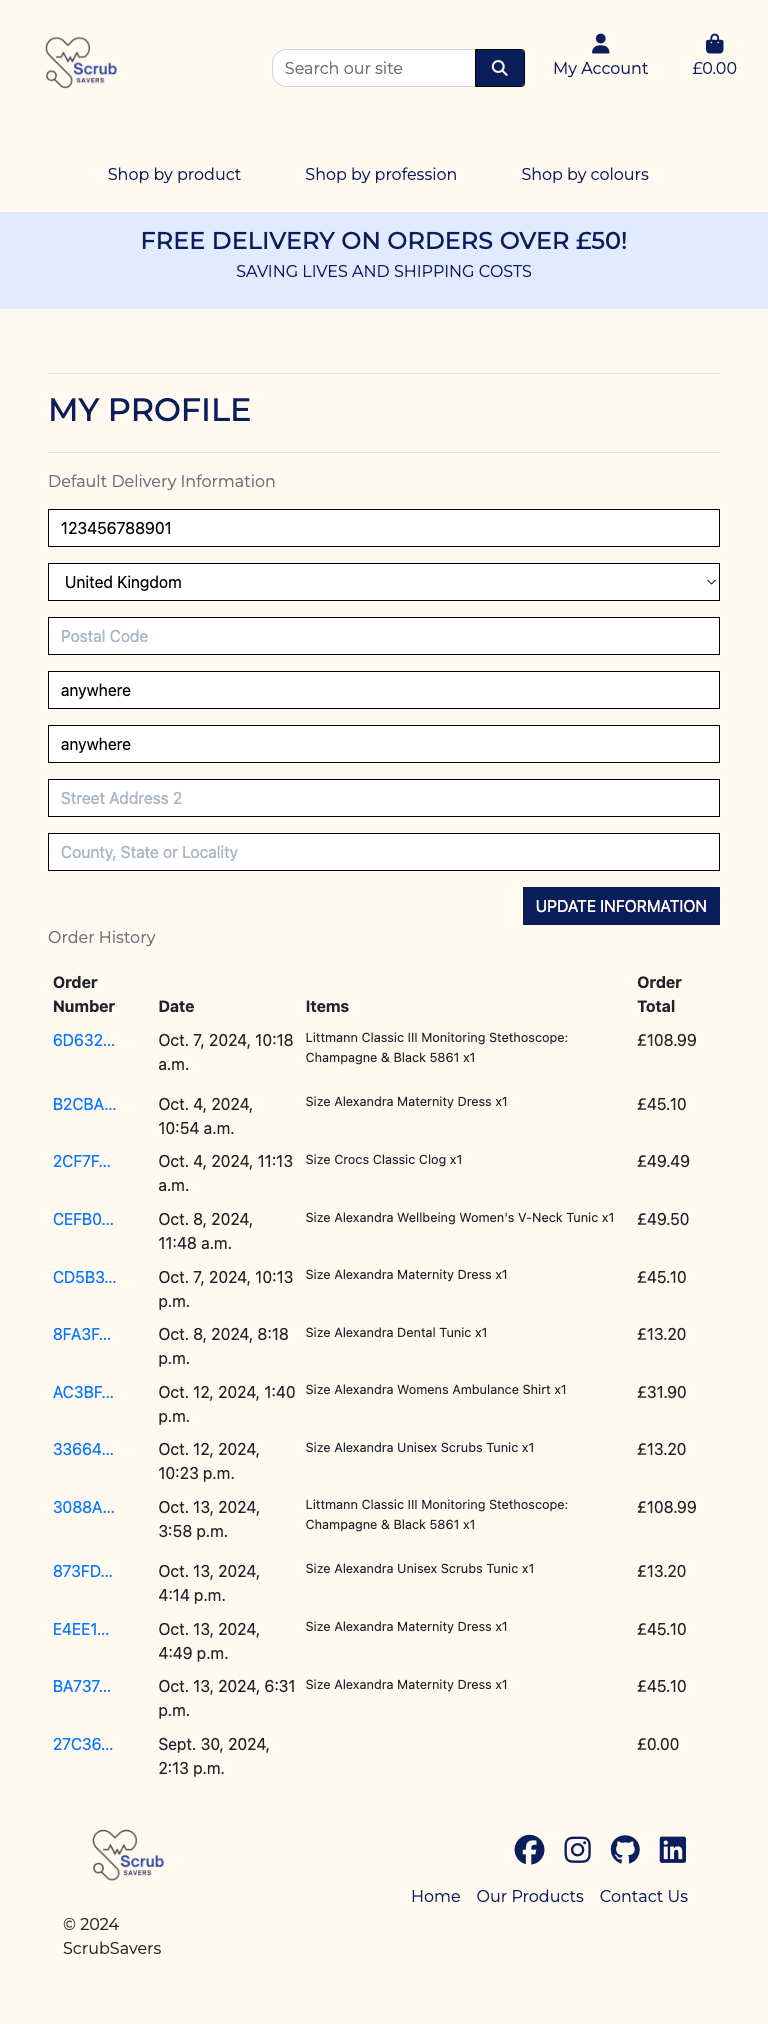 Scrub
SAVERS
Search our site
My Account
£0.00
Shop by product
Shop by profession
Shop by colours
FREE DELIVERY ON ORDERS OVER £50!
SAVING LIVES AND SHIPPING COSTS
MY PROFILE
Default Delivery Information
123456788901
United Kingdom
Postal Code
anywhere
anywhere
Street Address 2
County, State or Locality
UPDATE INFORMATION
Order History
Order
Number
Date
Items
Order
Total
6D632...
Oct. 7, 2024, 10:18
a.m.
Littmann Classic III Monitoring Stethoscope:
Champagne & Black 5861 x1
£108.99
B2CBA...
Oct. 4, 2024,
10:54 a.m.
Size Alexandra Maternity Dress x1
£45.10
2CF7F...
Oct. 4, 2024, 11:13
a.m.
Size Crocs Classic Clog x1
£49.49
CEFB0...
Oct. 8, 2024,
11:48 a.m.
Size Alexandra Wellbeing Women's V-Neck Tunic x1
£49.50
CD5B3...
Oct. 7, 2024, 10:13
p.m.
Size Alexandra Maternity Dress x1
£45.10
8FA3F...
Oct. 8, 2024, 8:18
p.m.
Size Alexandra Dental Tunic x1
£13.20
AC3BF...
Oct. 12, 2024, 1:40
p.m.
Size Alexandra Womens Ambulance Shirt x1
£31.90
33664...
Oct. 12, 2024,
10:23 p.m.
Size Alexandra Unisex Scrubs Tunic x1
£13.20
3088A...
Oct. 13, 2024,
3:58 p.m.
Littmann Classic III Monitoring Stethoscope:
Champagne & Black 5861 x1
£108.99
873FD...
Oct. 13, 2024,
4:14 p.m.
Size Alexandra Unisex Scrubs Tunic x1
£13.20
E4EE1...
Oct. 13, 2024,
4:49 p.m.
Size Alexandra Maternity Dress x1
£45.10
BA737...
Oct. 13, 2024, 6:31
p.m.
Size Alexandra Maternity Dress x1
£45.10
27C36...
Sept. 30, 2024,
2:13 p.m.
£0.00
Scrub
SAVERS
Home
Our Products
Contact Us
© 2024
ScrubSavers